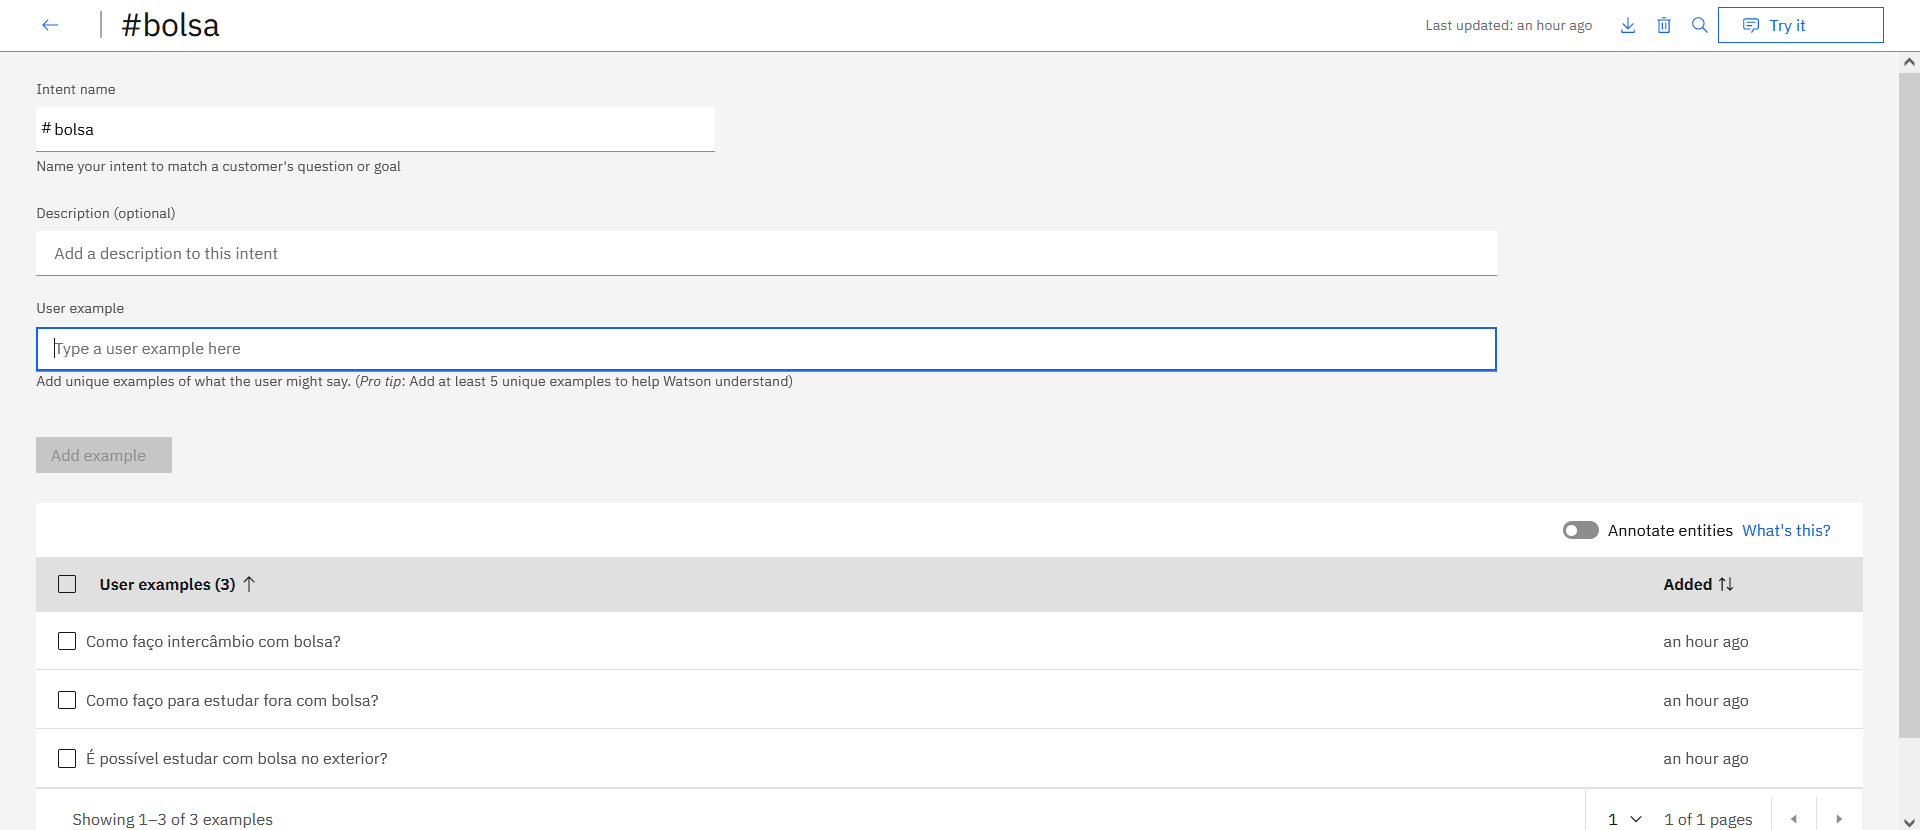 #bolsa
Last updated: an hour ago
Try it
Intent name
# bolsa
Name your intent to match a customer's question or goal
Description (optional)
Add a description to this intent
User example
Type a user example here
Add unique examples of what the user might say. (Pro tip: Add at least 5 unique examples to help Watson understand)
Add example
Annotate entities What's this?
User examples (3) Added
Como faço intercâmbio com bolsa? an hour ago
Como faço para estudar fora com bolsa? an hour ago
É possível estudar com bolsa no exterior? an hour ago
Showing 1–3 of 3 examples 1 1 of 1 pages